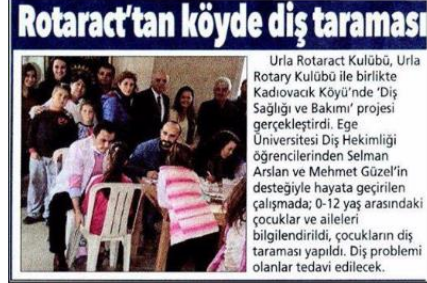 Rotaract'tan köyde diş taraması
Urla Rotaract Kulübü, Urla
Rotary Kulübü ile birlikte
Kadıovacık Köyü'nde 'Diş
Sağlığı ve Bakımı' projesi
gerçekleştirdi. Ege
Üniversitesi Diş Hekimliği
öğrencilerinden Selman
Arslan ve Mehmet Güzel'in
desteğiyle hayata geçirilen
çalışmada; 0-12 yaş arasındaki
çocuklar ve aileleri
bilgilendirildi, çocukların diş
taraması yapıldı. Diş problemi
olanlar tedavi edilecek.